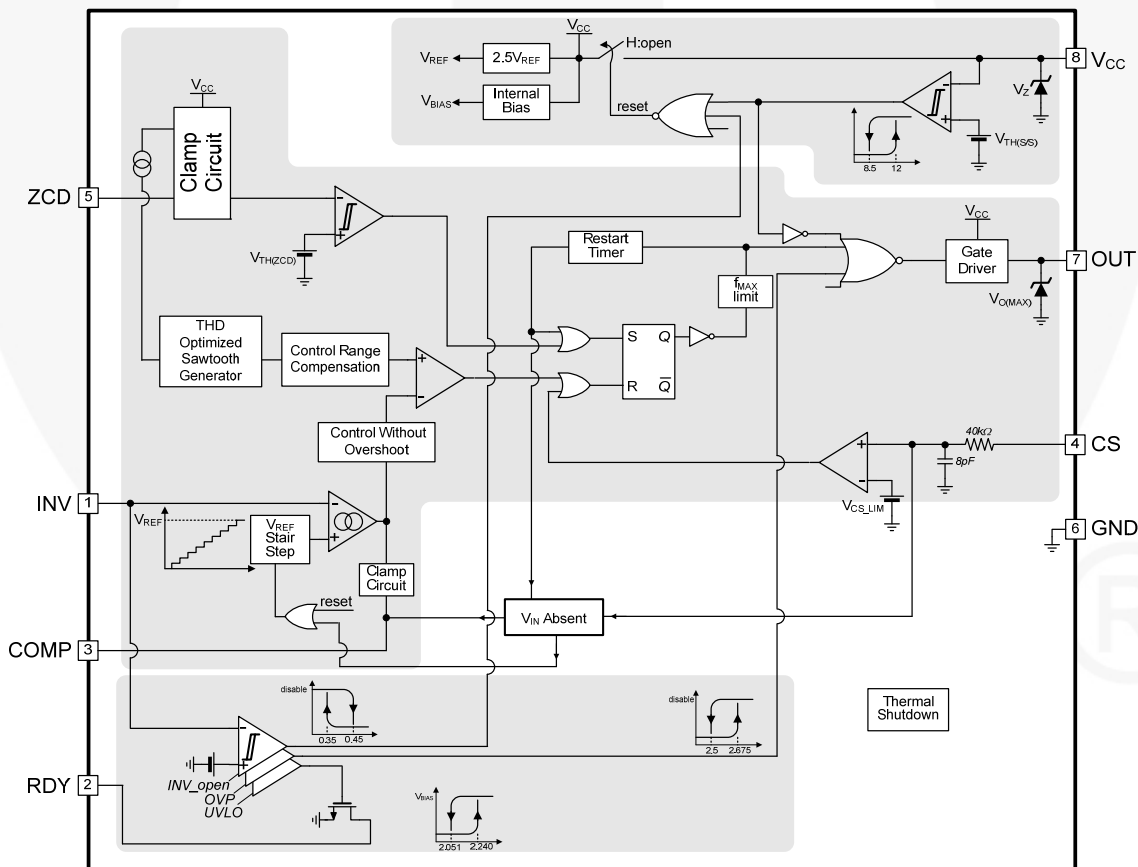 VCC
VREF
2.5VREF
H:open
8
VCC
VBIAS
Internal
Bias
reset
VZ
VTH(S/S)
8.5
12
VCC
Clamp
Circuit
ZCD
5
VTH(ZCD)
Restart
Timer
VCC
Gate
Driver
7
OUT
VO(MAX)
fMAX
limit
THD
Optimized
Sawtooth
Generator
Control Range
Compensation
+
-
S
Q
R
Q
Control Without
Overshoot
40kΩ
4
CS
8pF
VCS_LIM
INV
1
VREF
VREF
Stair
Step
6
GND
Clamp
Circuit
reset
VIN Absent
COMP
3
disable
0.35
0.45
disable
2.5
2.675
Thermal
Shutdown
RDY
2
INV_open
OVP
UVLO
VBIAS
2.051
2.240
R